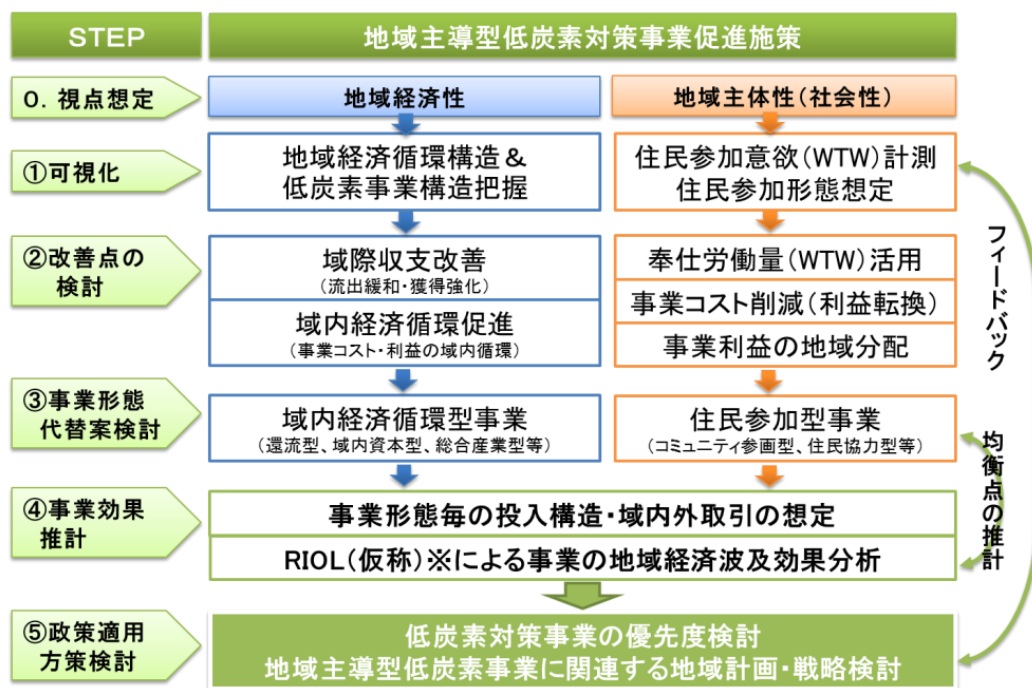 STEP
地域主導型低炭素対策事業促進施策
0. 視点想定
地域経済性
地域主体性(社会性)
①可視化
地域経済循環構造＆
低炭素事業構造把握
住民参加意欲(WTW)計測
住民参加形態想定
②改善点の
検討
域際収支改善
(流出緩和・獲得強化)
域内経済循環促進
(事業コスト・利益の域内循環)
奉仕労働量(WTW)活用
事業コスト削減(利益転換)
事業利益の地域分配
③事業形態
代替案検討
域内経済循環型事業
(還流型、域内資本型、総合産業型等)
住民参加型事業
(コミュニティ参画型、住民協力型等)
④事業効果
推計
事業形態毎の投入構造・域内外取引の想定
RIOL(仮称)※による事業の地域経済波及効果分析
⑤政策適用
方策検討
低炭素対策事業の優先度検討
地域主導型低炭素事業に関連する地域計画・戦略検討
フィードバック
均衡点の推計